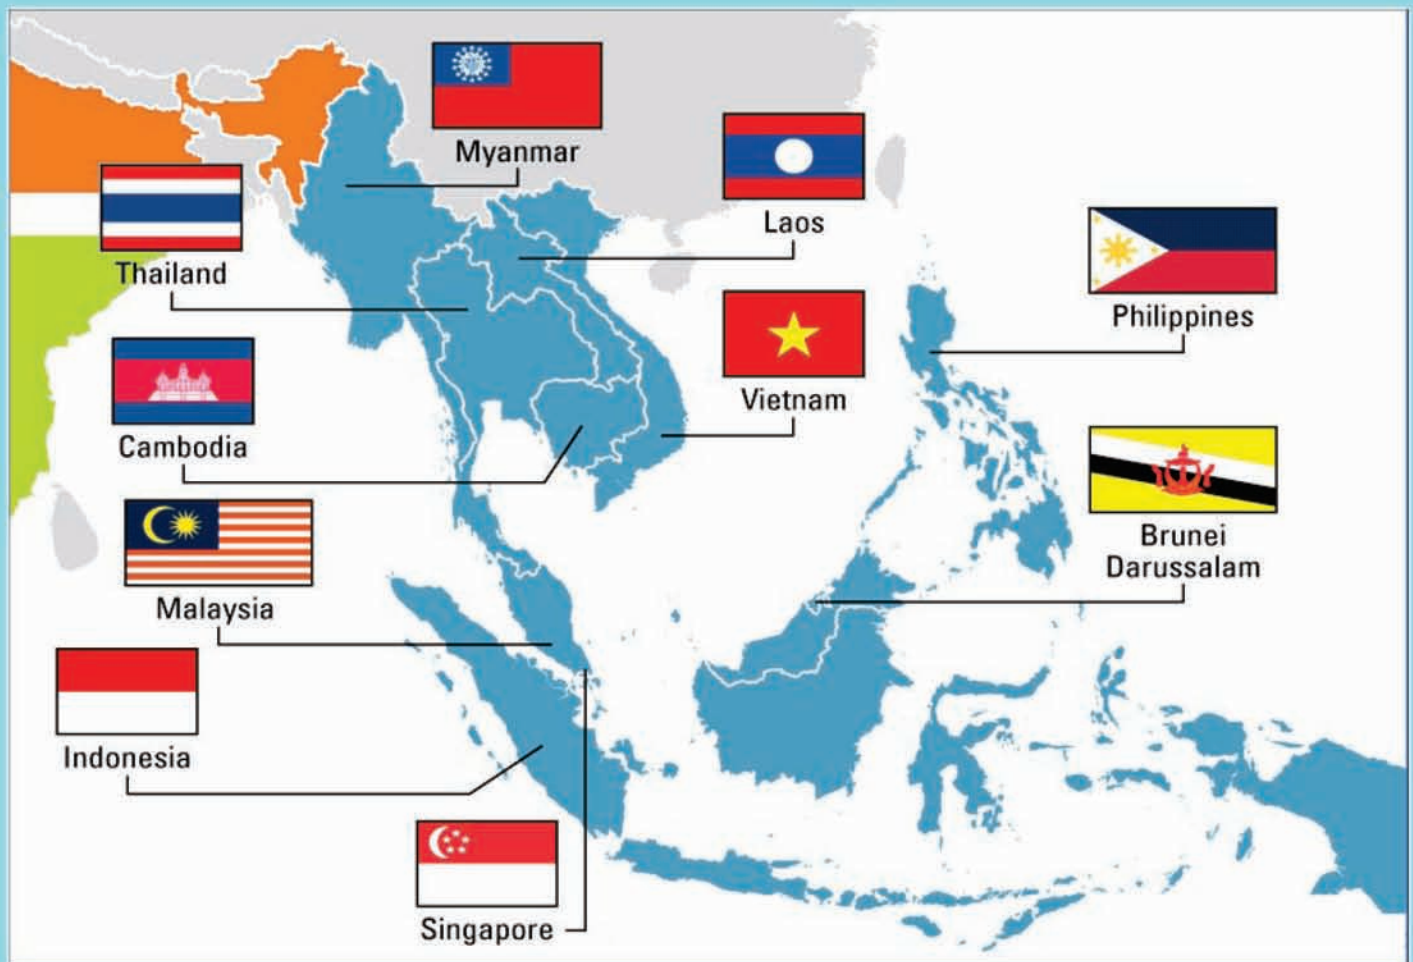 Myanmar
Laos
Thailand
Philippines
Vietnam
Cambodia
Brunei
Darussalam
Malaysia
Indonesia
Singapore